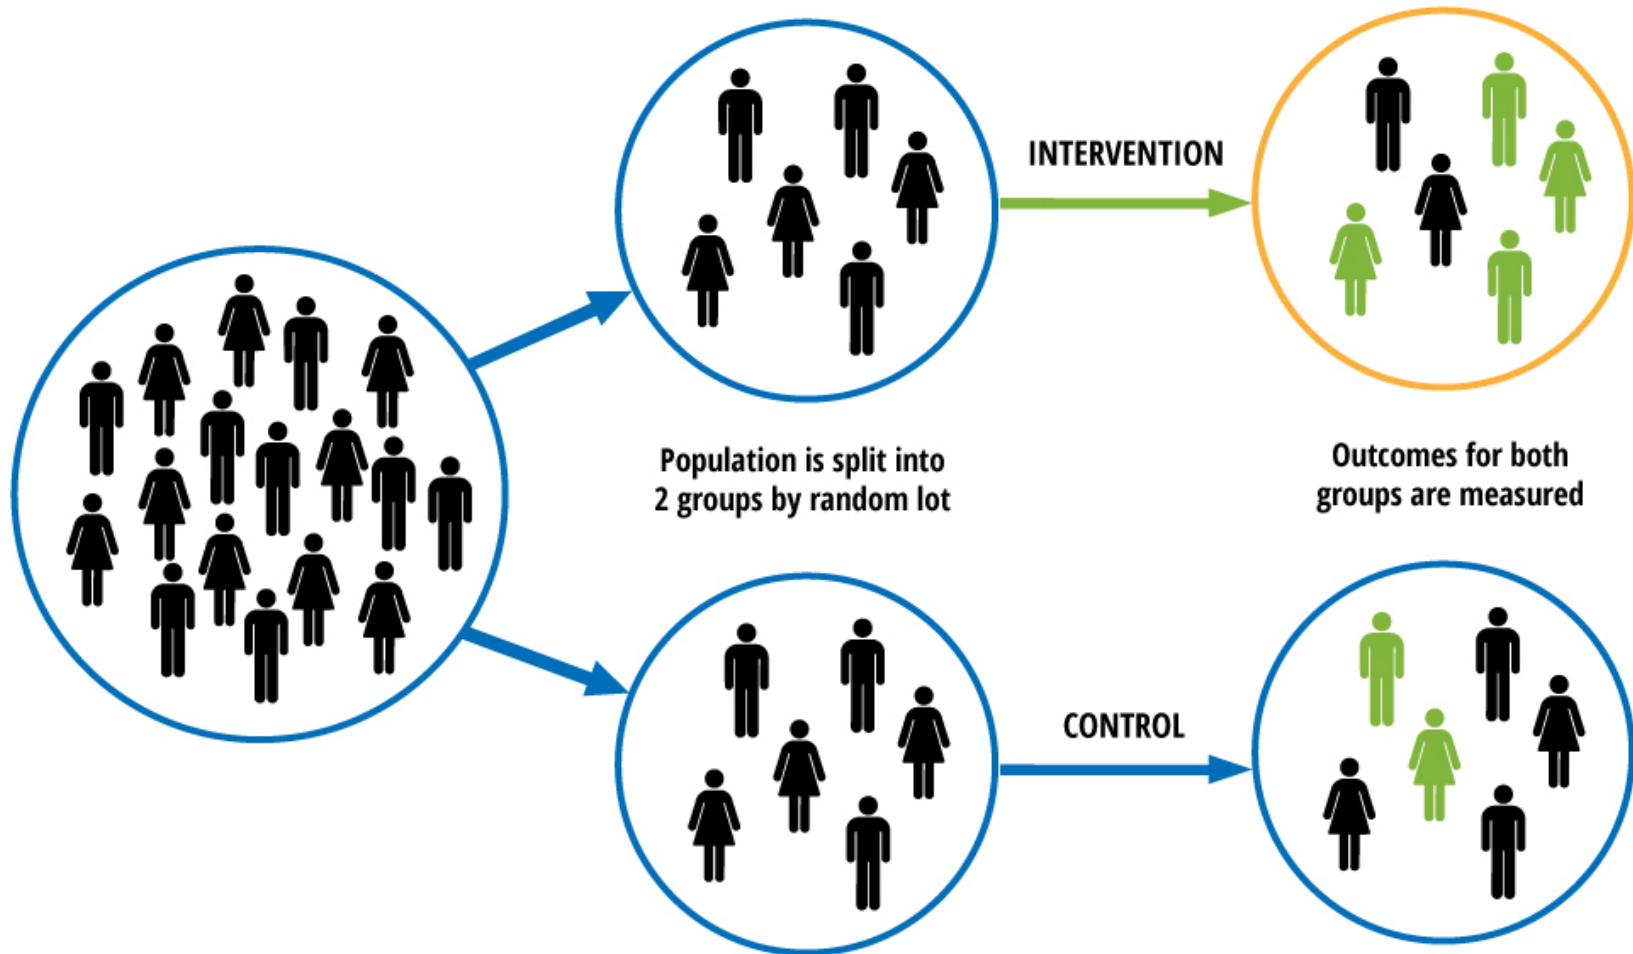 INTERVENTION
Population is split into
2 groups by random lot
Outcomes for both
groups are measured
CONTROL